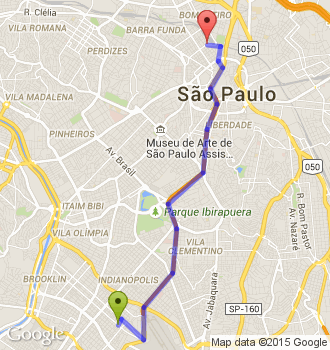 R. Clélia
BOM RETIRO
BARRA FUNDA
VILA ROMANA
PERDIZES
050
São Paulo
VILA MADALENA
LIBERDADE
PINHEIROS
Museu de Arte de
São Paulo Assis...
Av. Brasil
ITAIM BIBI
Parque Ibirapuera
R. Bom Pastor
Av. Nazaré
VILA OLÍMPIA
VILA
CLEMENTINO
BROOKLIN
INDIANÓPOLIS
Av. Jabaquara
SP-160
050
Google
Map data ©2015 Google